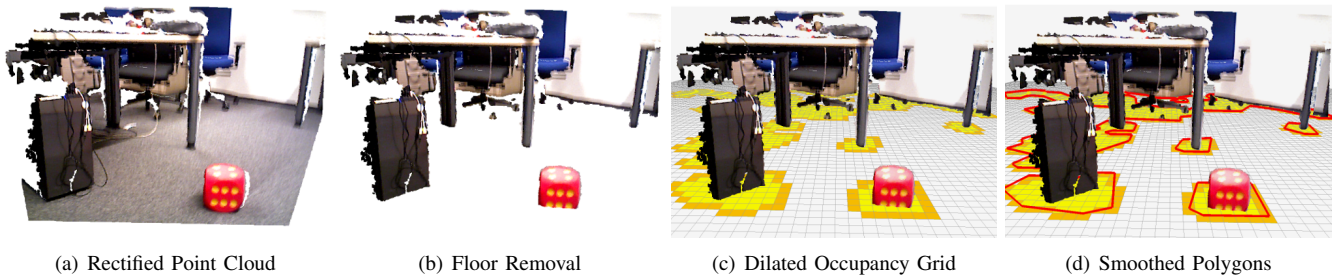 (a) Rectified Point Cloud
(b) Floor Removal
(c) Dilated Occupancy Grid
(d) Smoothed Polygons